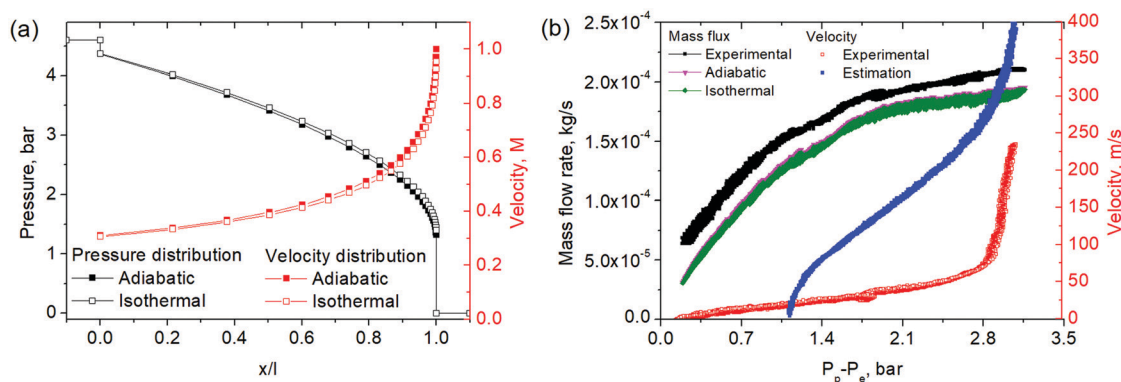 (a)
Pressure, bar
4
3
2
1
0
0.0
0.2
0.4
0.6
0.8
1.0
x/l
1.0
0.8
0.6
0.4
0.2
0.0
Velocity, M
Pressure distribution
Adiabatic
Isothermal
Velocity distribution
Adiabatic
Isothermal
(b)
Mass flow rate, kg/s
2.5x10-4
2.0x10-4
1.5x10-4
1.0x10-4
5.0x10-5
0.0
0.0
0.7
1.4
2.1
2.8
3.5
Pp-Pe, bar
400
350
300
250
200
150
100
50
0
Velocity, m/s
Mass flux
Experimental
Adiabatic
Isothermal
Velocity
Experimental
Estimation